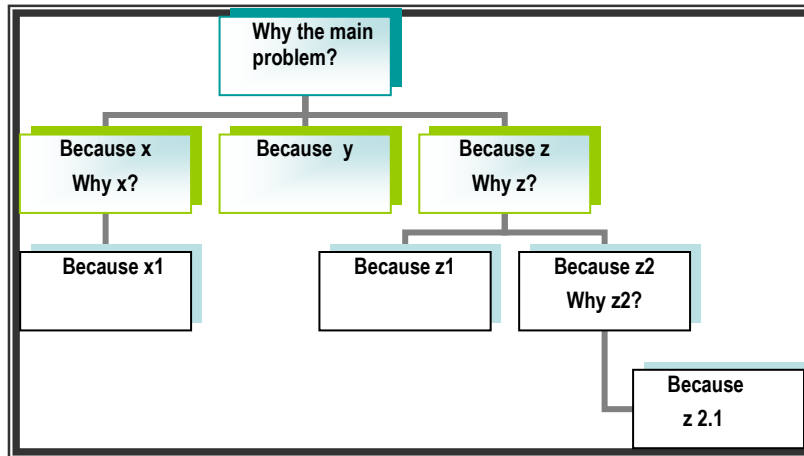 Why the main
problem?
Because x
Why x?
Because y
Because z
Why z?
Because x1
Because z1
Because z2
Why z2?
Because
z 2.1